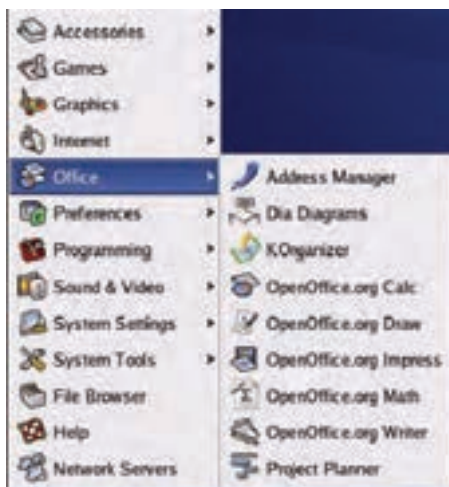 Accessories
Games
Graphics
Internet
Office
Preferences
Programming
Sound & Video
System Settings
System Tools
File Browser
Help
Network Servers
Address Manager
Dia Diagrams
KOrganizer
OpenOffice.org Calc
OpenOffice.org Draw
OpenOffice.org Impress
OpenOffice.org Math
OpenOffice.org Writer
Project Planner